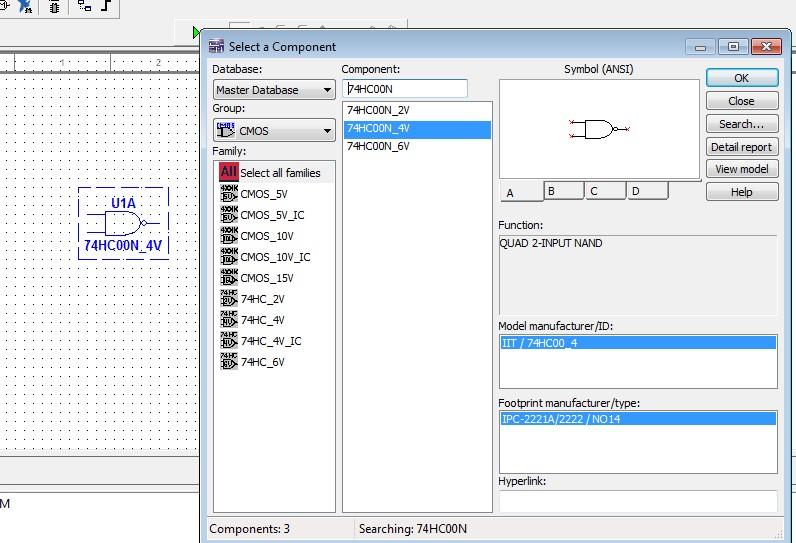 1
2
U1A
74HC00N_4V
M
Select a Component
Database:
Master Database
Group:
CMOS
Family:
All Select all families
CMOS_5V
CMOS_5V_IC
CMOS_10V
CMOS_10V_IC
CMOS_15V
74HC_2V
74HC_4V
74HC_4V_IC
74HC_6V
Component:
74HC00N
74HC00N_2V
74HC00N_4V
74HC00N_6V
Symbol (ANSI)
A B C D
OK
Close
Search...
Detail report
View model
Help
Function:
QUAD 2-INPUT NAND
Model manufacturer/ID:
IIT / 74HC00_4
Footprint manufacturer/type:
IPC-2221A/2222 / NO14
Hyperlink:
Components: 3
Searching: 74HC00N